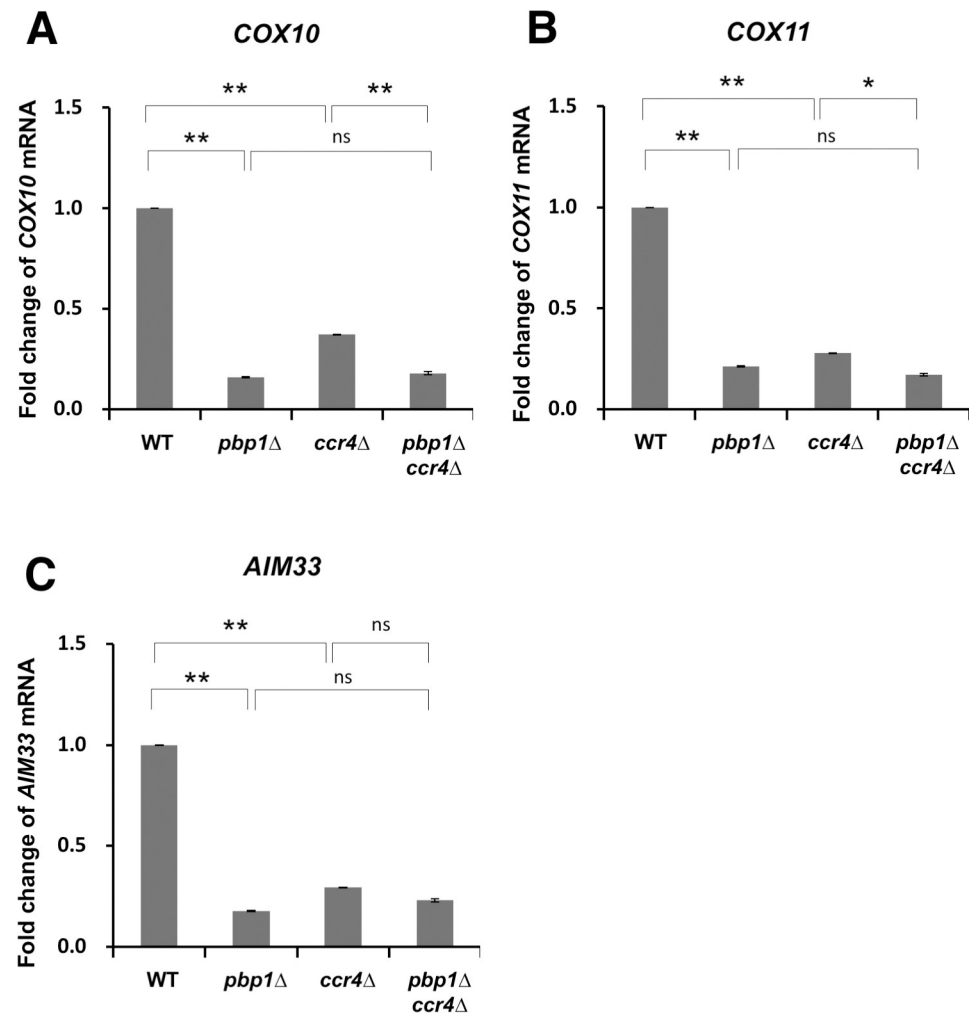 A
COX10
** **
** ns
Fold change of COX10 mRNA
1.5
1.0
0.5
0.0
WT pbp1Δ ccr4Δ pbp1Δ
ccr4Δ
B
COX11
** *
** ns
Fold change of COX11 mRNA
1.5
1.0
0.5
0.0
WT pbp1Δ ccr4Δ pbp1Δ
ccr4Δ
C
AIM33
** ns
** ns
Fold change of AIM33 mRNA
1.5
1.0
0.5
0.0
WT pbp1Δ ccr4Δ pbp1Δ
ccr4Δ